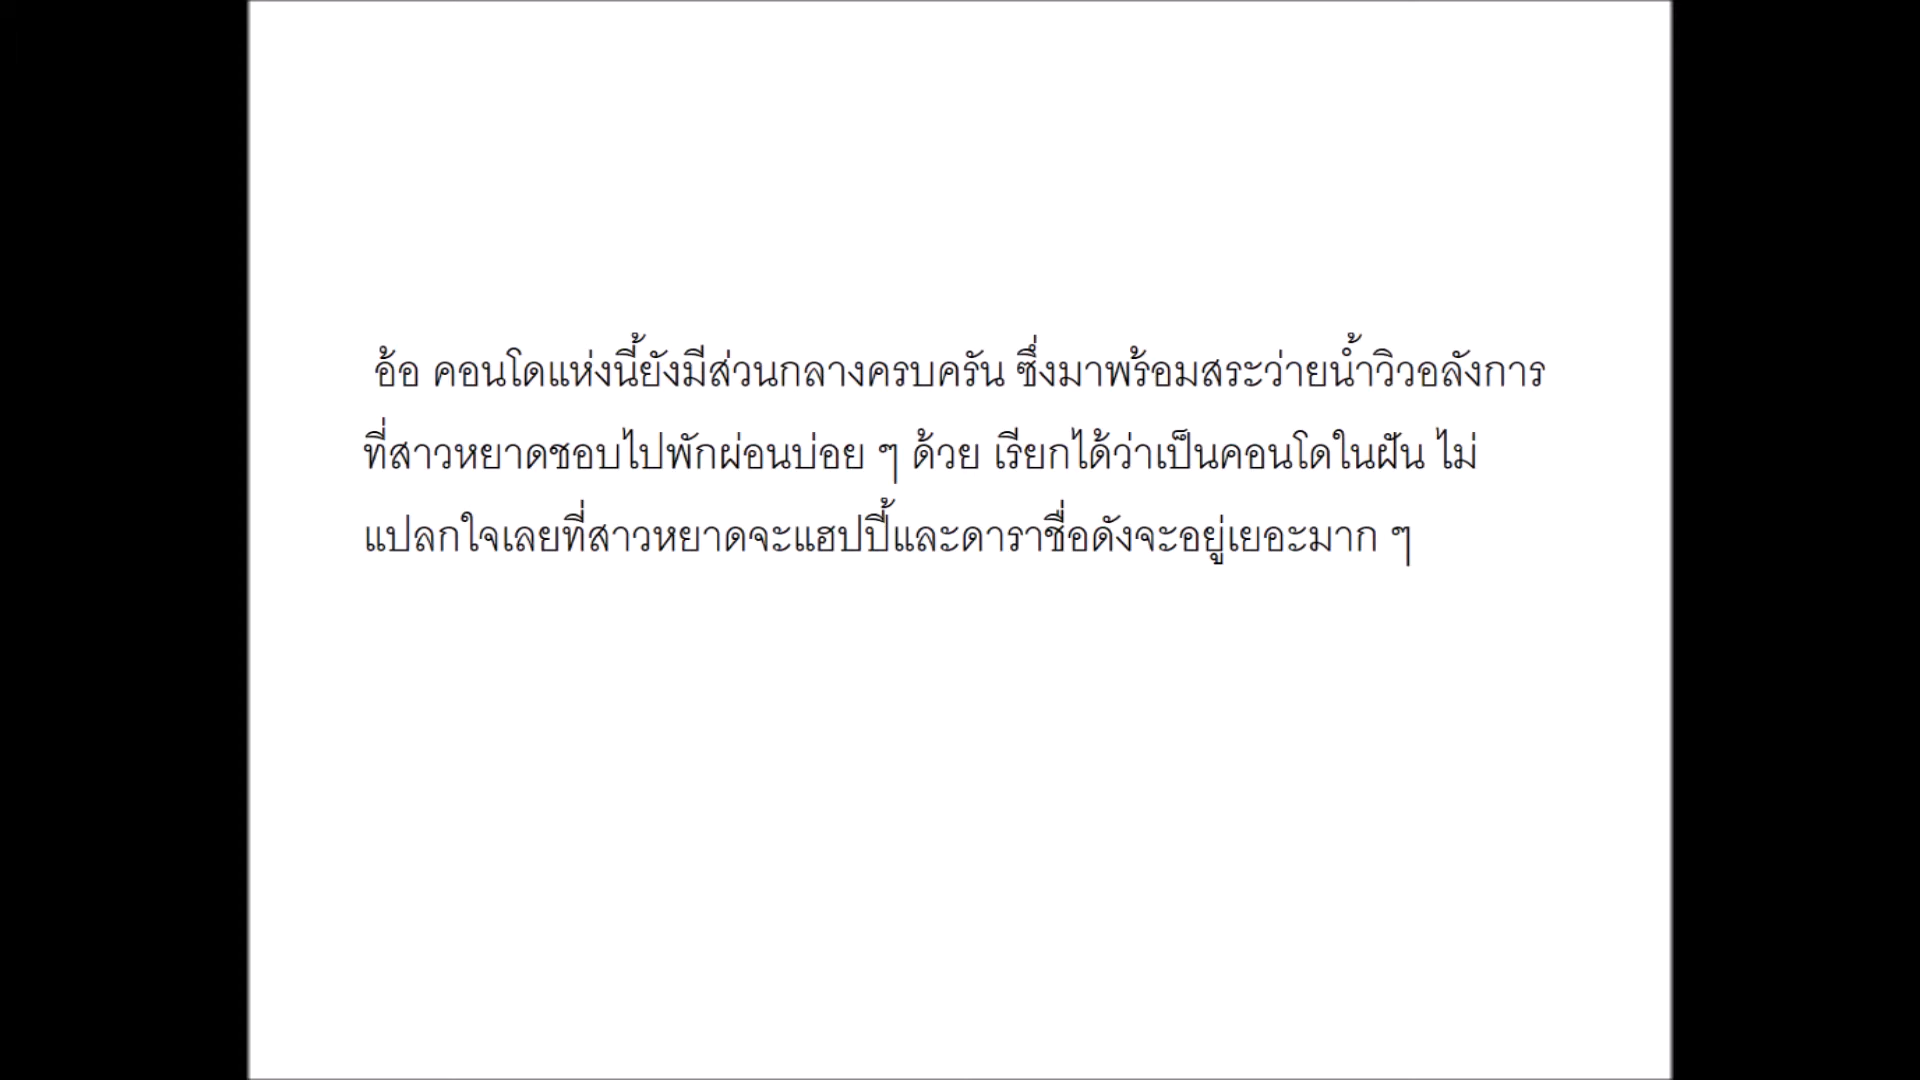 อ้อ คอนโดแห่งนี้ยังมีส่วนกลางครบครัน ซึ่งมาพร้อมสระว่ายน้ำวิวอลังการ
ที่สาวหยาดชอบไปพักผ่อนบ่อย ๆ ด้วย เรียกได้ว่าเป็นคอนโดในฝัน ไม่
แปลกใจเลยที่สาวหยาดจะแฮปปี้และดาราชื่อดังจะอยู่เยอะมาก ๆ